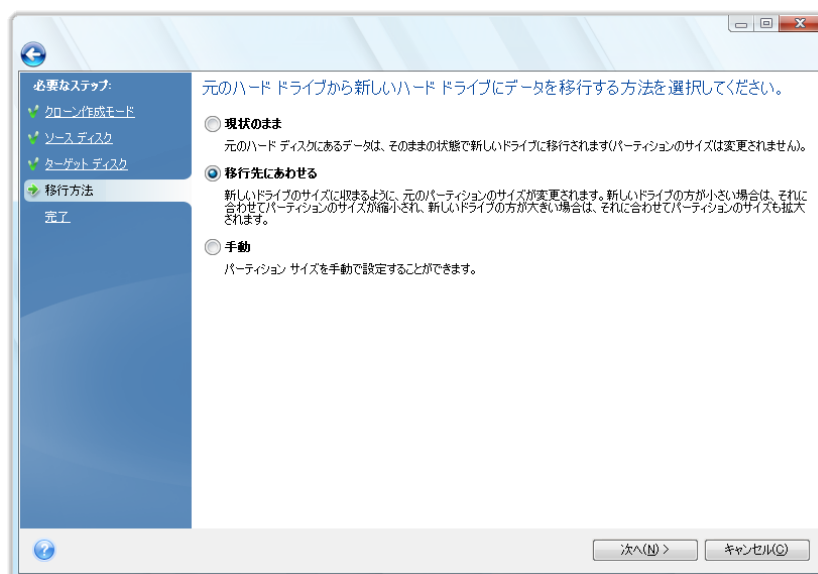 必要なステップ:
クローン作成モード
ソース ディスク
ターゲット ディスク
移行方法
完了
元のハード ドライブから新しいハード ドライブにデータを移行する方法を選択してください。
現状のまま
元のハード ディスクにあるデータは、そのままの状態で新しいドライブに移行されます(パーティションのサイズは変更されません)。
移行先にあわせる
新しいドライブのサイズに収まるように、元のパーティションのサイズが変更されます。新しいドライブの方が小さい場合は、それに
合わせてパーティションのサイズが縮小され、新しいドライブの方が大きい場合は、それに合わせてパーティションのサイズも拡大
されます。
手動
パーティション サイズを手動で設定することができます。
次へ(N) >
キャンセル(C)